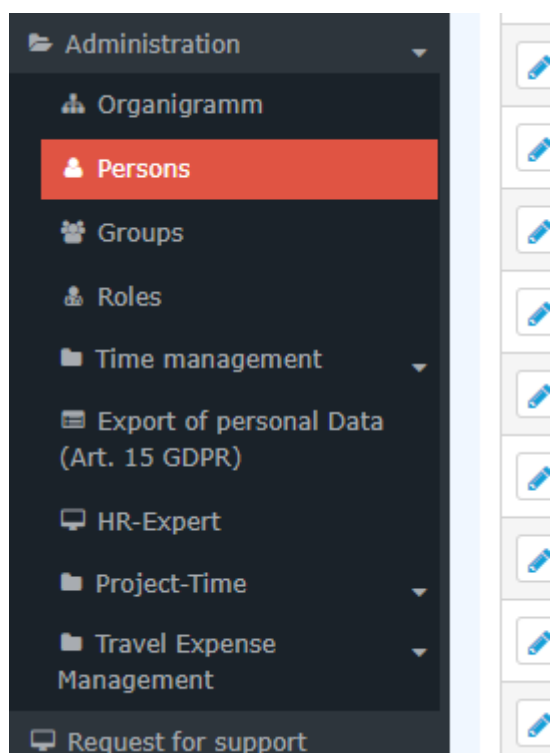 Administration
Organigramm
Persons
Groups
Roles
Time management
Export of personal Data
(Art. 15 GDPR)
HR-Expert
Project-Time
Travel Expense
Management
Request for support